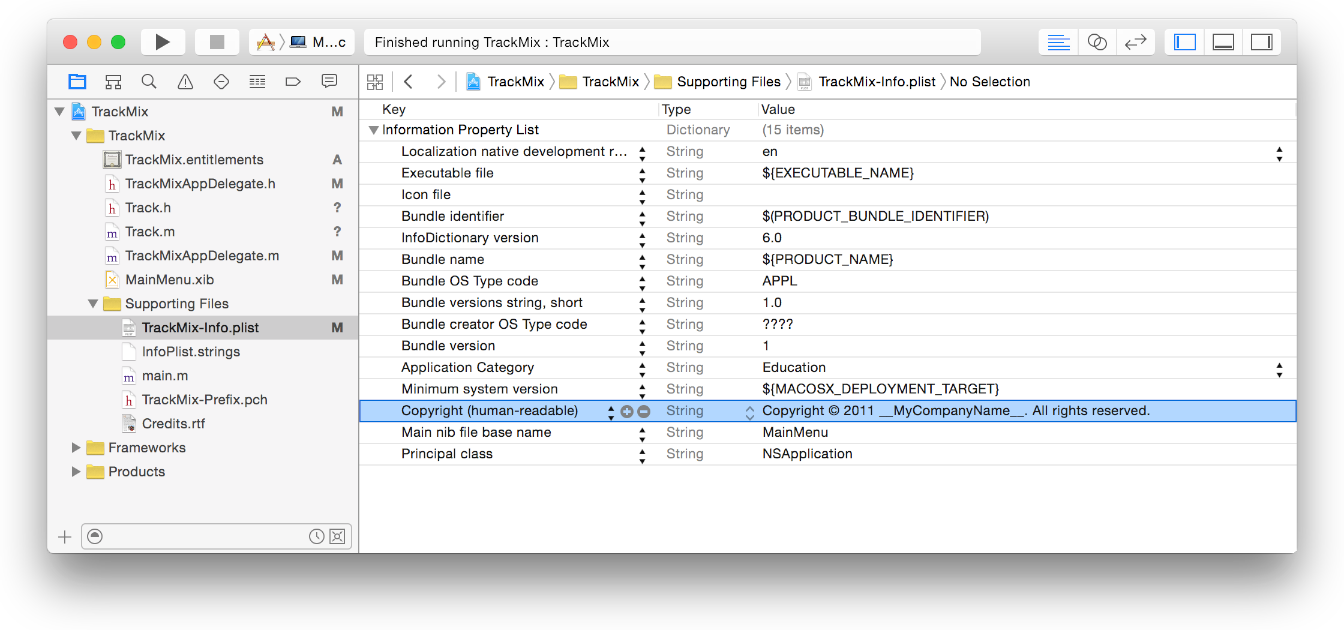 M...c
Finished running TrackMix : TrackMix
TrackMix TrackMix Supporting Files TrackMix-Info.plist No Selection
TrackMix M
TrackMix
TrackMix.entitlements A
TrackMixAppDelegate.h M
Track.h ?
Track.m ?
TrackMixAppDelegate.m M
MainMenu.xib M
Supporting Files
TrackMix-Info.plist M
InfoPlist.strings
main.m
TrackMix-Prefix.pch
Credits.rtf
Frameworks
Products
Key Type Value
Information Property List Dictionary (15 items)
Localization native development r... String en
Executable file String ${EXECUTABLE_NAME}
Icon file String
Bundle identifier String $(PRODUCT_BUNDLE_IDENTIFIER)
InfoDictionary version String 6.0
Bundle name String ${PRODUCT_NAME}
Bundle OS Type code String APPL
Bundle versions string, short String 1.0
Bundle creator OS Type code String ????
Bundle version String 1
Application Category String Education
Minimum system version String ${MACOSX_DEPLOYMENT_TARGET}
Copyright (human-readable) String Copyright © 2011 __MyCompanyName__. All rights reserved.
Main nib file base name String MainMenu
Principal class String NSApplication